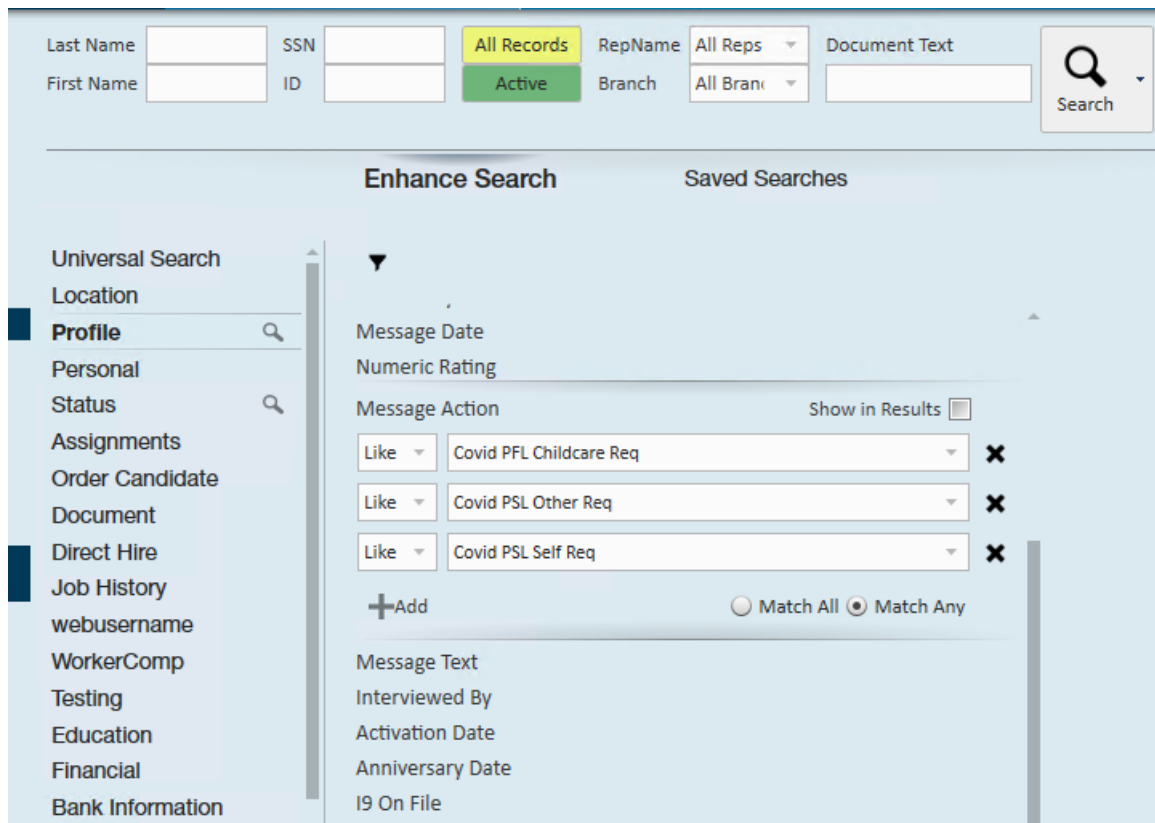 Last Name SSN All Records RepName All Reps Document Text
First Name ID Active Branch All Bran Search
Enhance Search Saved Searches
Universal Search
Location
Profile
Personal
Status
Assignments
Order Candidate
Document
Direct Hire
Job History
webusername
WorkerComp
Testing
Education
Financial
Bank Information
Message Date
Numeric Rating
Message Action Show in Results
Like Covid PFL Childcare Req
Like Covid PSL Other Req
Like Covid PSL Self Req
Add Match All Match Any
Message Text
Interviewed By
Activation Date
Anniversary Date
I9 On File